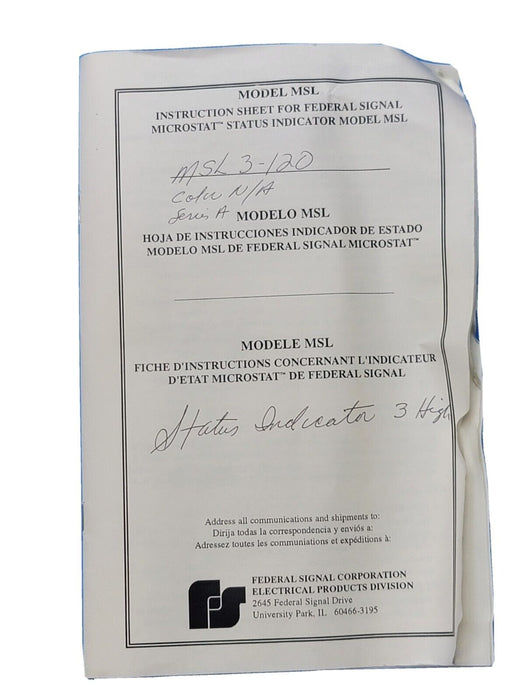 MODEL MSL
INSTRUCTION SHEET FOR FEDERAL SIGNAL
MICROSTAT™ STATUS INDICATOR MODEL MSL
MSL 3-120
Color N/A
Series A
MODELO MSL
HOJA DE INSTRUCCIONES INDICADOR DE ESTADO
MODELO MSL DE FEDERAL SIGNAL MICROSTAT™
MODELE MSL
FICHE D'INSTRUCTIONS CONCERNANT L'INDICATEUR
D'ETAT MICROSTAT™ DE FEDERAL SIGNAL
Status Indicator 3 High
Address all communications and shipments to:
Dirija todas la correspondencia y envíos a:
Adressez toutes les communiations et expéditions à:
FS
FEDERAL SIGNAL CORPORATION
ELECTRICAL PRODUCTS DIVISION
2645 Federal Signal Drive
University Park, IL 60466-3195